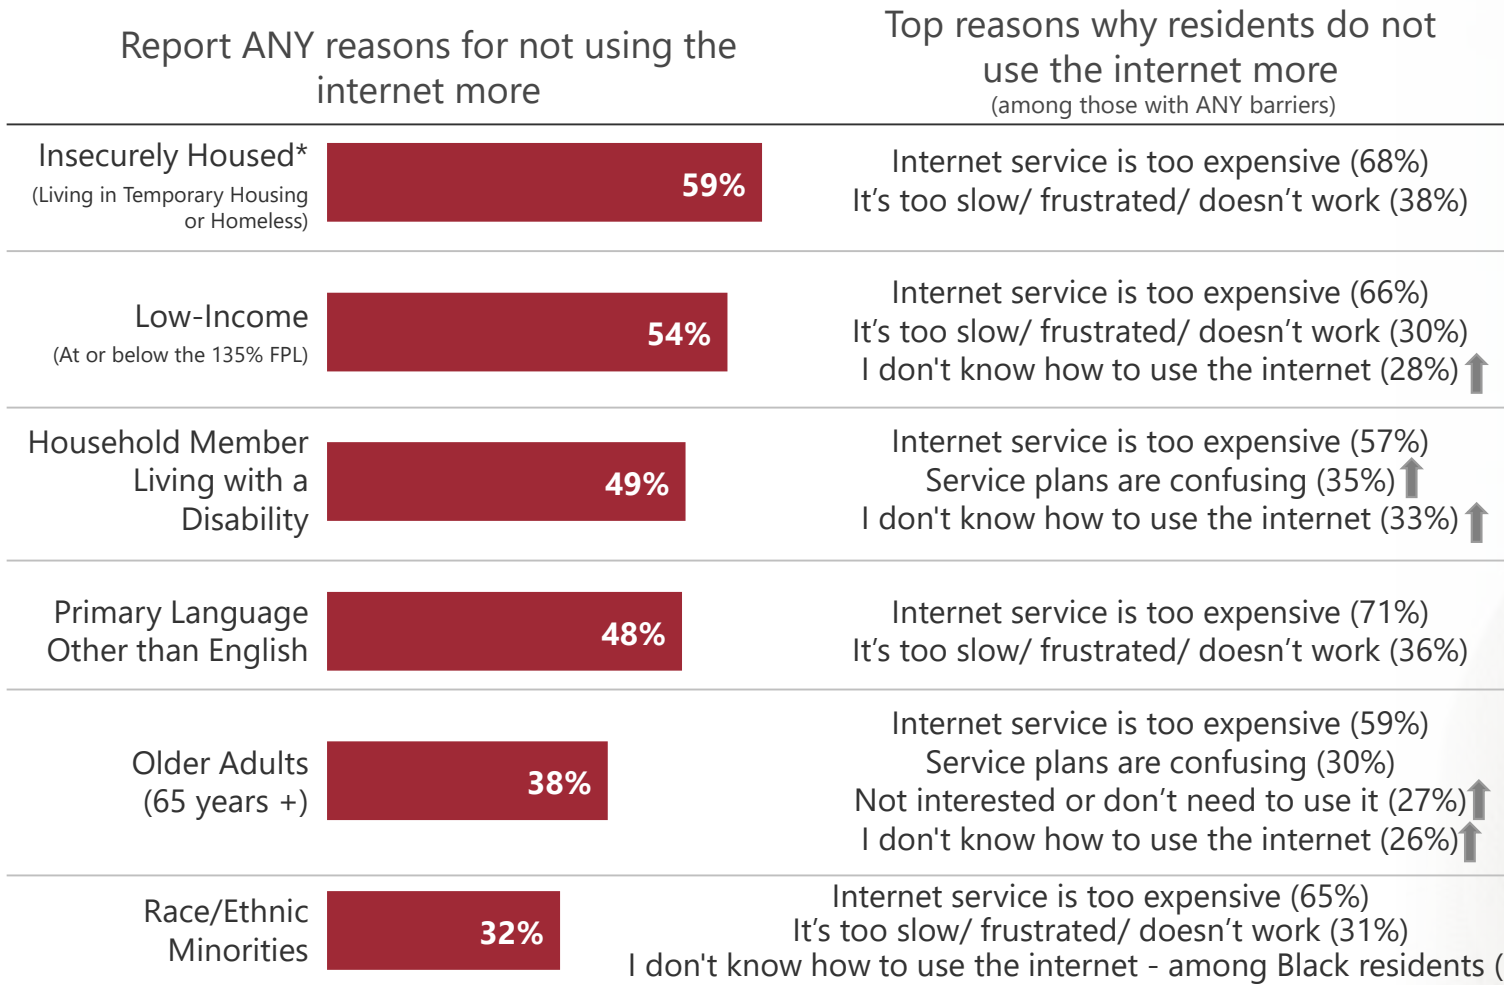 Report ANY reasons for not using the
internet more
Top reasons why residents do not
use the internet more
(among those with ANY barriers)
Insecurely Housed*
(Living in Temporary Housing
or Homeless)
59%
Internet service is too expensive (68%)
It’s too slow/ frustrated/ doesn’t work (38%)
Low-Income
(At or below the 135% FPL)
54%
Internet service is too expensive (66%)
It’s too slow/ frustrated/ doesn’t work (30%)
I don't know how to use the internet (28%)
Household Member
Living with a
Disability
49%
Internet service is too expensive (57%)
Service plans are confusing (35%)
I don't know how to use the internet (33%)
Primary Language
Other than English
48%
Internet service is too expensive (71%)
It’s too slow/ frustrated/ doesn’t work (36%)
Older Adults
(65 years +)
38%
Internet service is too expensive (59%)
Service plans are confusing (30%)
Not interested or don’t need to use it (27%)
I don't know how to use the internet (26%)
Race/Ethnic
Minorities
32%
Internet service is too expensive (65%)
It’s too slow/ frustrated/ doesn’t work (31%)
I don't know how to use the internet - among Black residents (